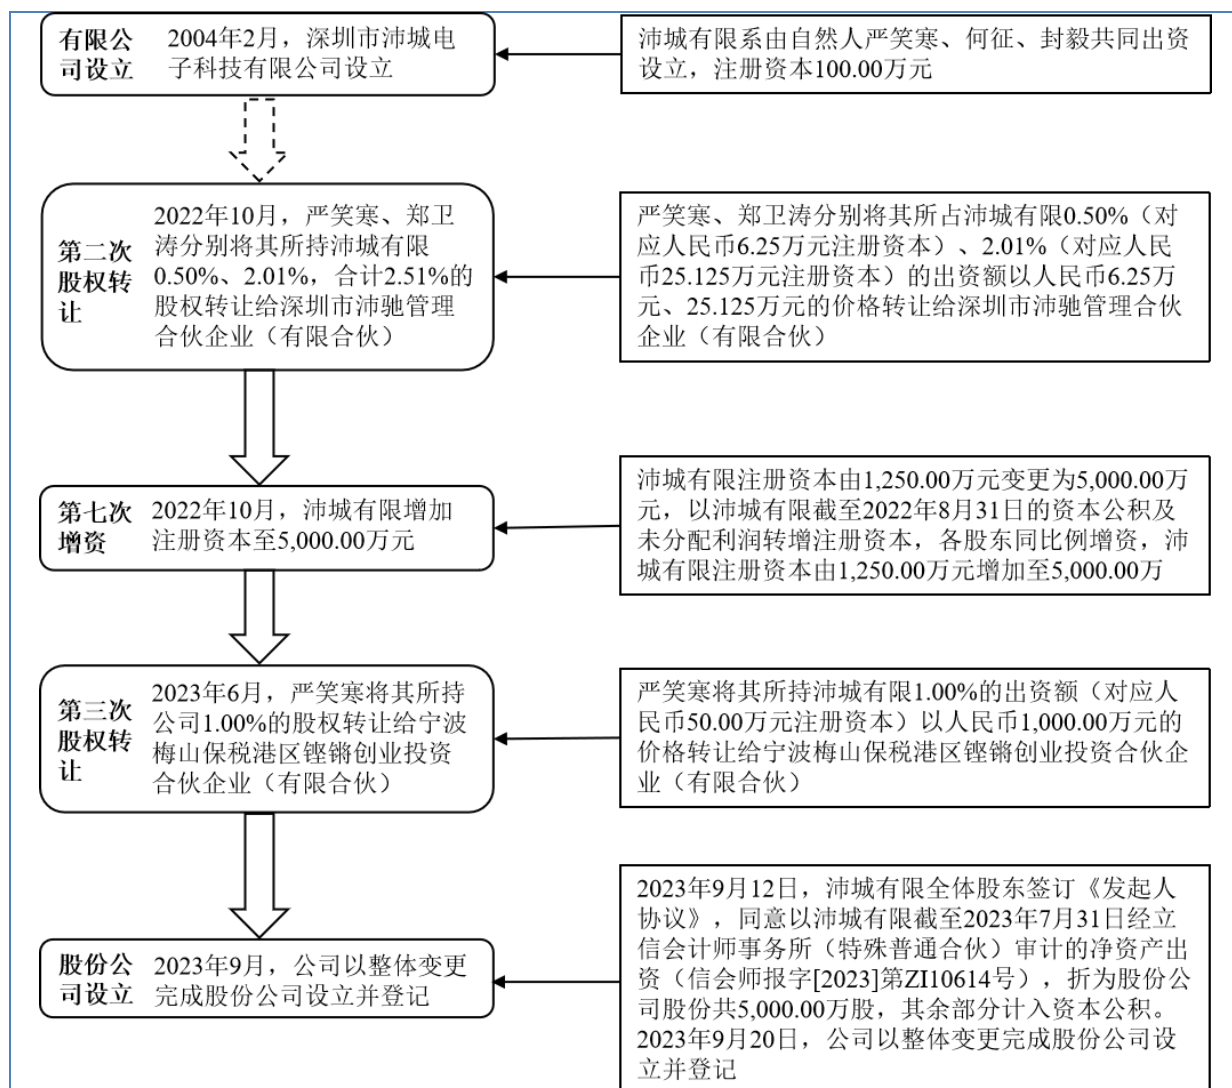 有限公
司设立
2004年2月，深圳市沛城电
子科技有限公司设立
沛城有限系由自然人严笑寒、何征、封毅共同出资
设立，注册资本100.00万元
第二次
股权转
让
2022年10月，严笑寒、郑卫
涛分别将其所持沛城有限
0.50%、2.01%，合计2.51%的
股权转让给深圳市沛驰管理
合伙企业（有限合伙）
严笑寒、郑卫涛分别将其所占沛城有限0.50%（对
应人民币6.25万元注册资本）、2.01%（对应人民
币25.125万元注册资本）的出资额以人民币6.25万
元、25.125万元的价格转让给深圳市沛驰管理合伙
企业（有限合伙）
第七次
增资
2022年10月，沛城有限增加
注册资本至5,000.00万元
沛城有限注册资本由1,250.00万元变更为5,000.00万
元，以沛城有限截至2022年8月31日的资本公积及
未分配利润转增注册资本，各股东同比例增资，沛
城有限注册资本由1,250.00万元增加至5,000.00万
第三次
股权转
让
2023年6月，严笑寒将其所持
公司1.00%的股权转让给宁波
梅山保税港区铿锵创业投资
合伙企业（有限合伙）
严笑寒将其所持沛城有限1.00%的出资额（对应人
民币50.00万元注册资本）以人民币1,000.00万元的
价格转让给宁波梅山保税港区铿锵创业投资合伙企
业（有限合伙）
股份公
司设立
2023年9月，公司以整体变更
完成股份公司设立并登记
2023年9月12日，沛城有限全体股东签订《发起人
协议》，同意以沛城有限截至2023年7月31日经立
信会计师事务所（特殊普通合伙）审计的净资产出
资（信会师报字[2023]第ZI10614号），折为股份公
司股份共5,000.00万股，其余部分计入资本公积。
2023年9月20日，公司以整体变更完成股份公司设
立并登记